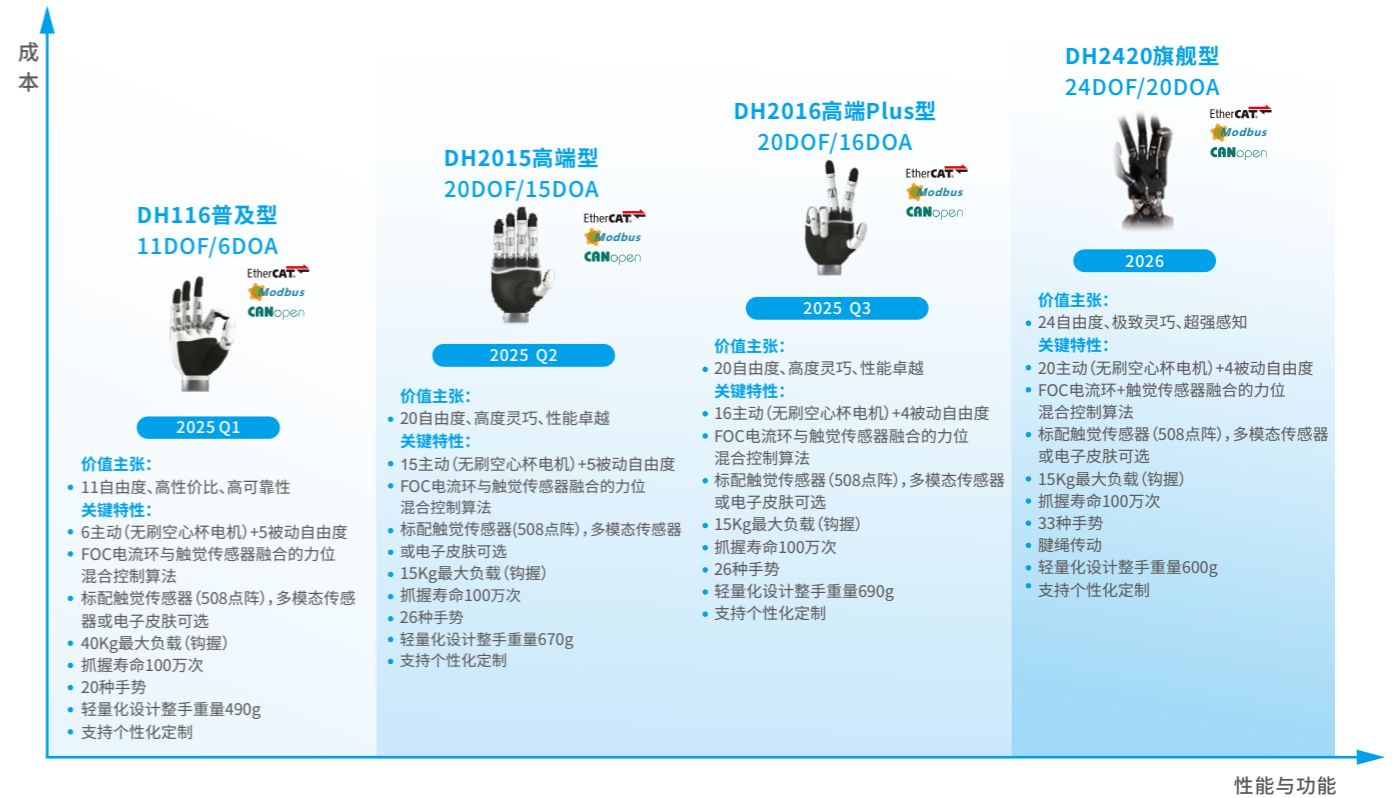 成
本
DH116普及型
11DOF/6DOA
EtherCAT
Modbus
CANopen
2025 Q1
价值主张：
11自由度、高性价比、高可靠性
关键特性：
6主动（无刷空心杯电机）+5被动自由度
FOC电流环与触觉传感器融合的力位
混合控制算法
标配触觉传感器（508点阵），多模态传感
器或电子皮肤可选
40Kg最大负载（钩握）
抓握寿命100万次
20种手势
轻量化设计整手重量490g
支持个性化定制
DH2015高端型
20DOF/15DOA
EtherCAT
Modbus
CANopen
2025 Q2
价值主张：
20自由度、高度灵巧、性能卓越
关键特性：
15主动（无刷空心杯电机）+5被动自由度
FOC电流环与触觉传感器融合的力位
混合控制算法
标配触觉传感器(508点阵），多模态传感器
或电子皮肤可选
15Kg最大负载（钩握）
抓握寿命100万次
26种手势
轻量化设计整手重量670g
支持个性化定制
DH2016高端Plus型
20DOF/16DOA
EtherCAT
Modbus
CANopen
2025 Q3
价值主张：
20自由度、高度灵巧、性能卓越
关键特性：
16主动（无刷空心杯电机）+4被动自由度
FOC电流环与触觉传感器融合的力位
混合控制算法
标配触觉传感器（508点阵），多模态传感器
或电子皮肤可选
15Kg最大负载（钩握）
抓握寿命100万次
26种手势
轻量化设计整手重量690g
支持个性化定制
DH2420旗舰型
24DOF/20DOA
EtherCAT
Modbus
CANopen
2026
价值主张：
24自由度、极致灵巧、超强感知
关键特性：
20主动（无刷空心杯电机）+4被动自由度
FOC电流环+触觉传感器融合的力位
混合控制算法
标配触觉传感器（508点阵），多模态传感器
或电子皮肤可选
15Kg最大负载（钩握）
抓握寿命100万次
33种手势
腱绳传动
轻量化设计整手重量600g
支持个性化定制
性能与功能